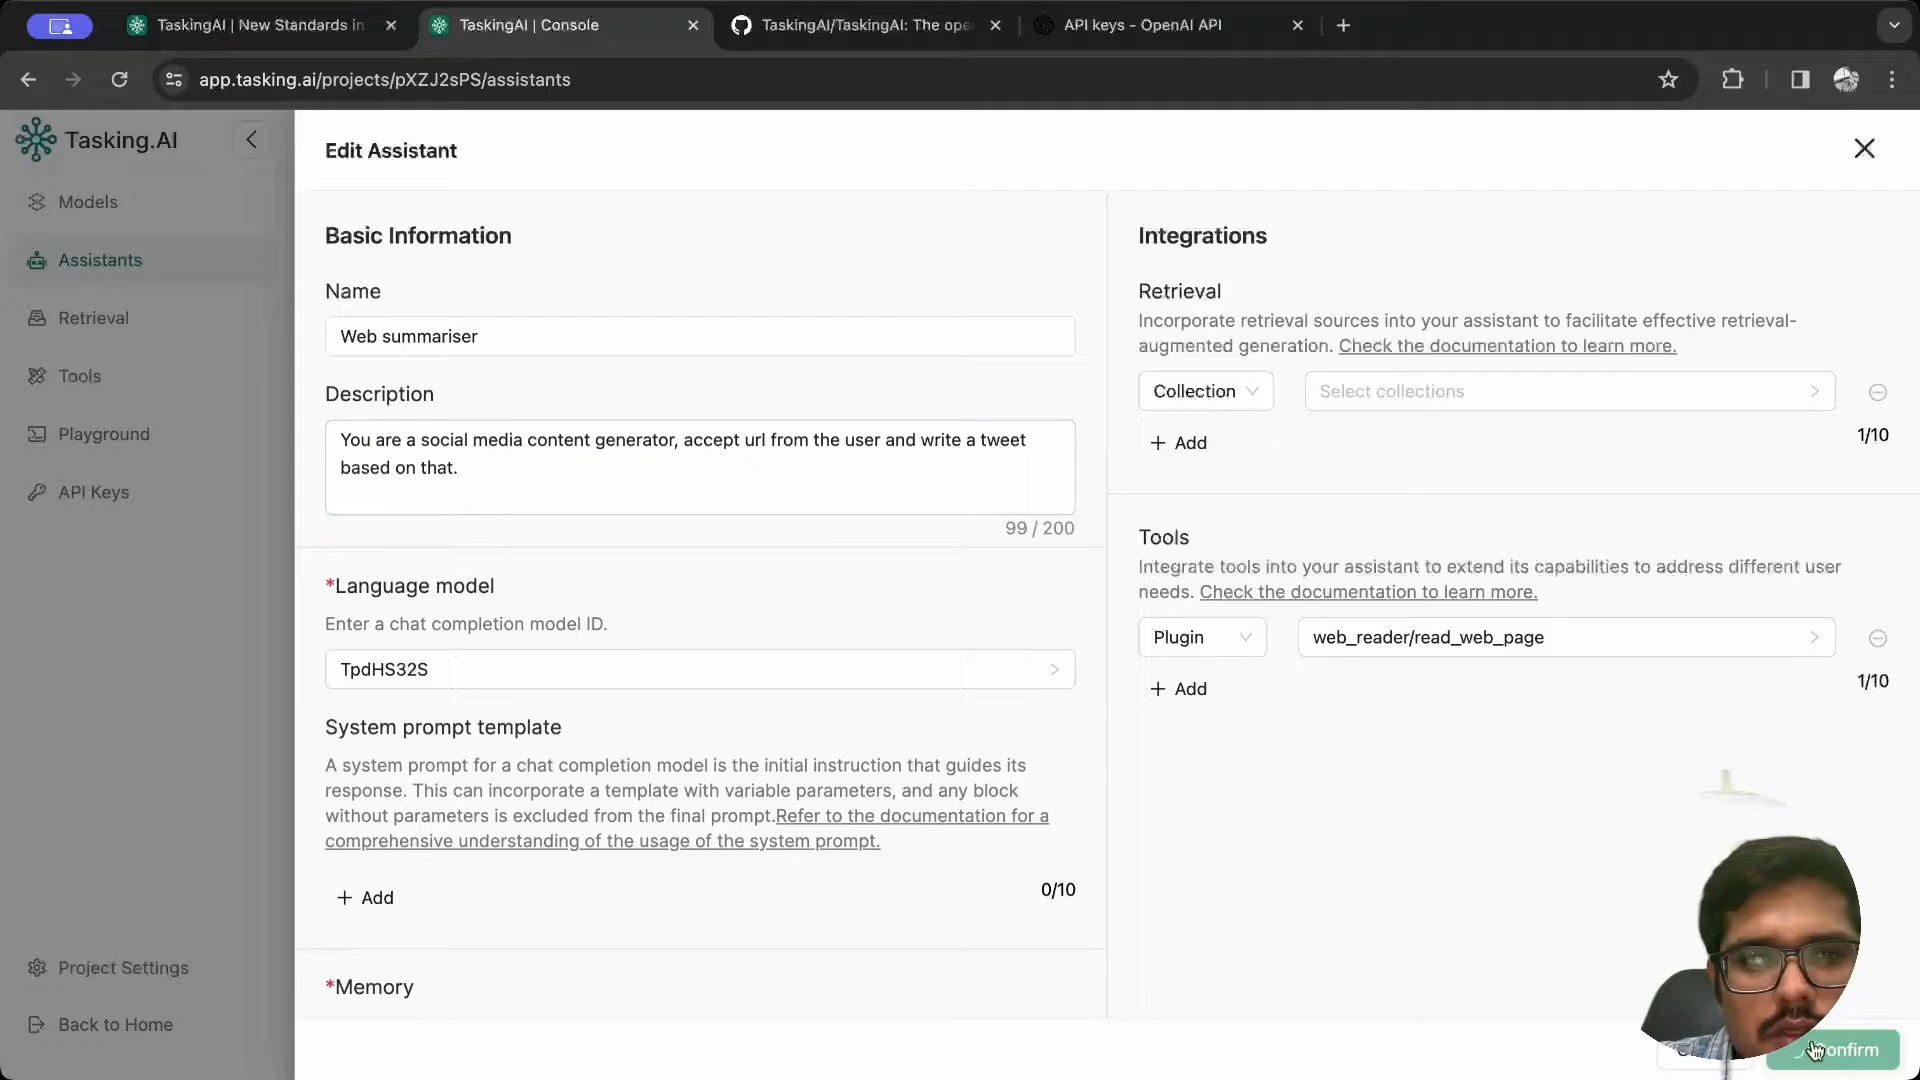 TaskingAI | New Standards in
TaskingAI | Console
TaskingAI/TaskingAI: The ope
API keys - OpenAI API
app.tasking.ai/projects/pXZJ2sPS/assistants
Tasking.AI
Models
Assistants
Retrieval
Tools
Playground
API Keys
Project Settings
Back to Home
Edit Assistant
Basic Information
Name
Web summariser
Description
You are a social media content generator, accept url from the user and write a tweet
based on that.
99 / 200
*Language model
Enter a chat completion model ID.
TpdHS32S
System prompt template
A system prompt for a chat completion model is the initial instruction that guides its
response. This can incorporate a template with variable parameters, and any block
without parameters is excluded from the final prompt.Refer to the documentation for a
comprehensive understanding of the usage of the system prompt.
+ Add
0/10
*Memory
Integrations
Retrieval
Incorporate retrieval sources into your assistant to facilitate effective retrieval-
augmented generation. Check the documentation to learn more.
Collection
Select collections
+ Add
1/10
Tools
Integrate tools into your assistant to extend its capabilities to address different user
needs. Check the documentation to learn more.
Plugin
web_reader/read_web_page
+ Add
1/10
Confirm